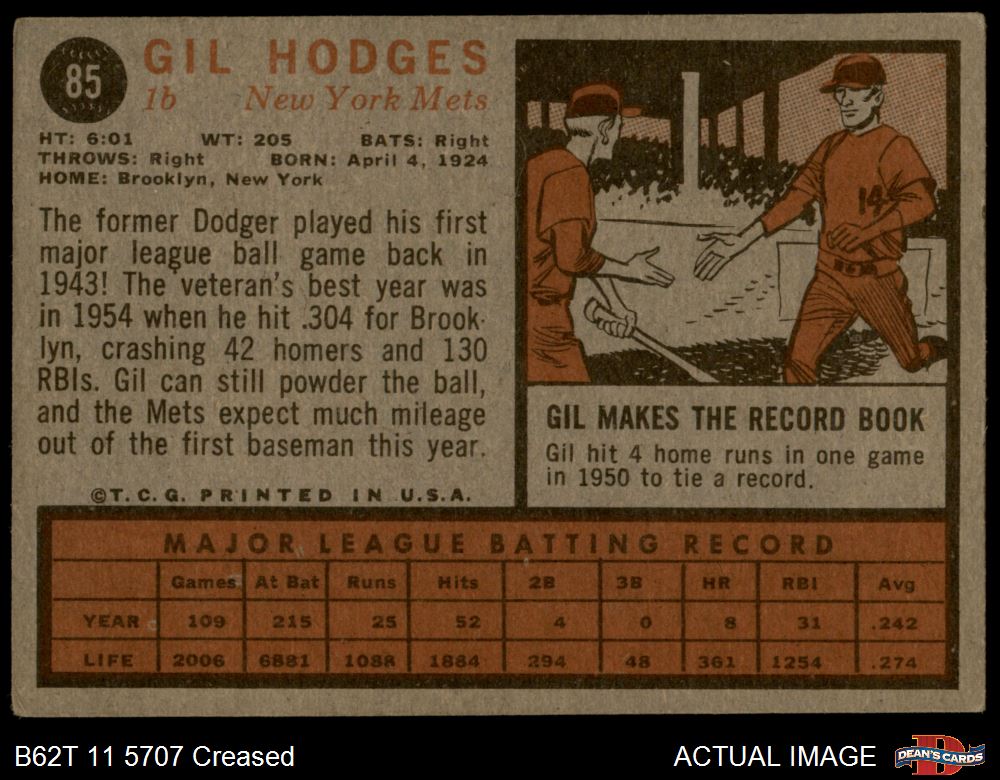 85
GIL HODGES
1b New York Mets
HT: 6:01 WT: 205 BATS: Right
THROWS: Right BORN: April 4, 1924
HOME: Brooklyn, New York
The former Dodger played his first
major league ball game back in
1943! The veteran's best year was
in 1954 when he hit .304 for Brook-
lyn, crashing 42 homers and 130
RBIs. Gil can still powder the ball,
and the Mets expect much mileage
out of the first baseman this year.
©T.C.G. PRINTED IN U.S.A.
14
GIL MAKES THE RECORD BOOK
Gil hit 4 home runs in one game
in 1950 to tie a record.
MAJOR LEAGUE BATTING RECORD
Games At Bat Runs Hits 2B 3B HR RBI Avg
YEAR 109 215 25 52 4 0 8 31 .242
LIFE 2006 6881 1088 1884 294 48 361 1254 .274
B62T 11 5707 Creased
ACTUAL IMAGE
DEAN'S CARDS